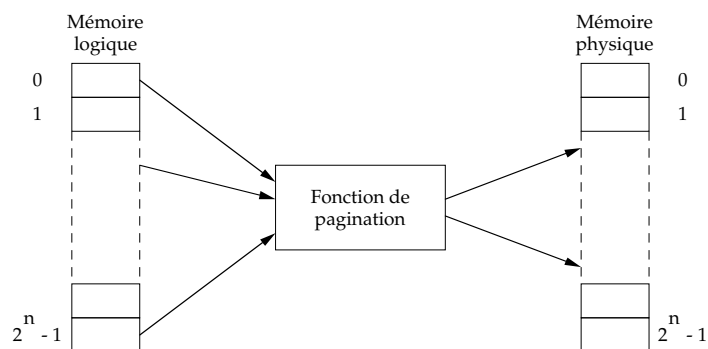 Mémoire
logique
Mémoire
physique
0
0
1
1
Fonction de
pagination
2^n - 1
2^n - 1